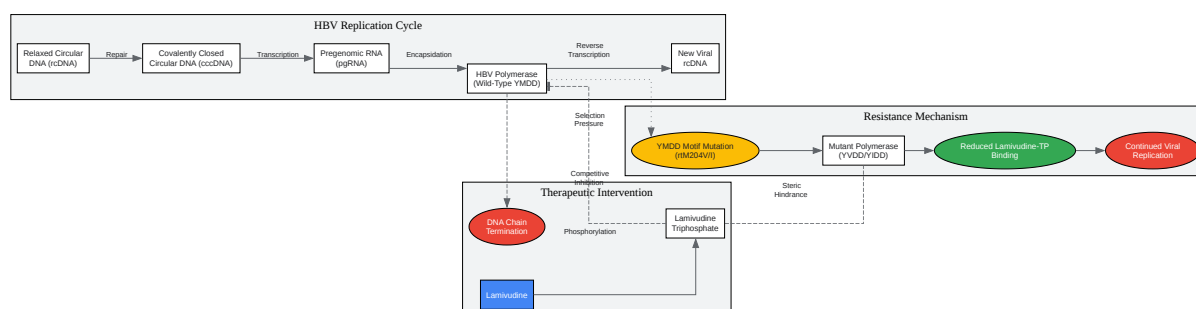 HBV Replication Cycle
Relaxed Circular
DNA (rcDNA)
Repair
Covalently Closed
Circular DNA (cccDNA)
Transcription
Pregenomic RNA
(pgRNA)
Encapsidation
HBV Polymerase
(Wild-Type YMDD)
Reverse
Transcription
New Viral
rcDNA
Selection
Pressure
Resistance Mechanism
YMDD Motif Mutation
(rtM204V/I)
Mutant Polymerase
(YVDD/YIDD)
Reduced Lamivudine-TP
Binding
Continued Viral
Replication
Competitive
Inhibition
Steric
Hindrance
Therapeutic Intervention
DNA Chain
Termination
Phosphorylation
Lamivudine
Triphosphate
Lamivudine